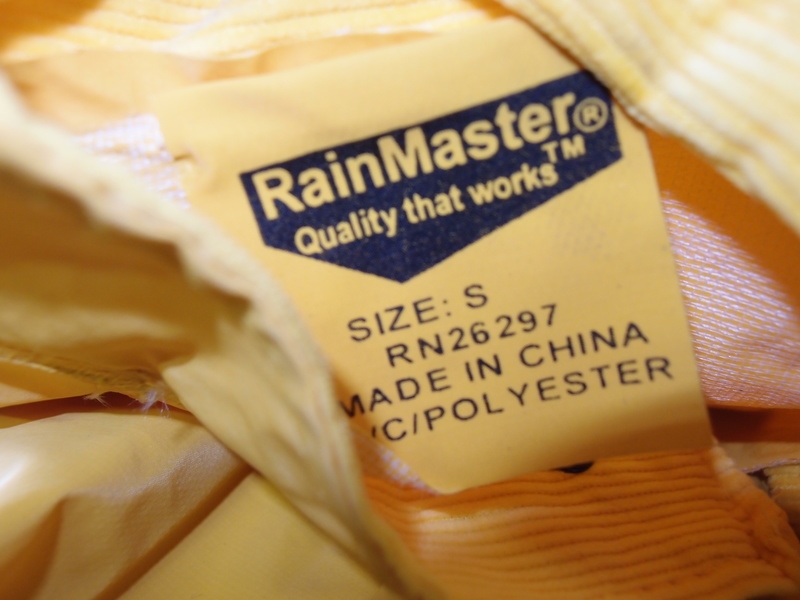 RainMaster®
Quality that works™
SIZE: S
RN26297
MADE IN CHINA
/C/POLYESTER